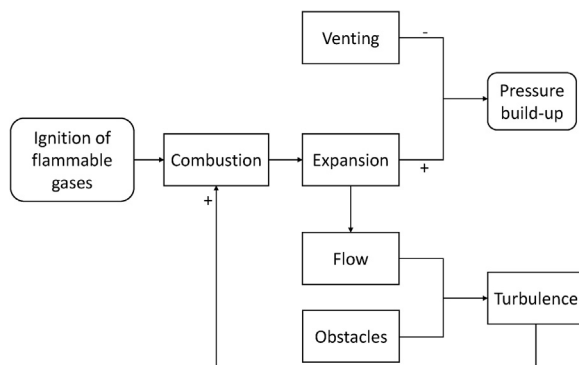 Venting
-
Pressure
build-up
Ignition of
flammable
gases
Combustion
Expansion
+
+
Flow
Turbulence
Obstacles